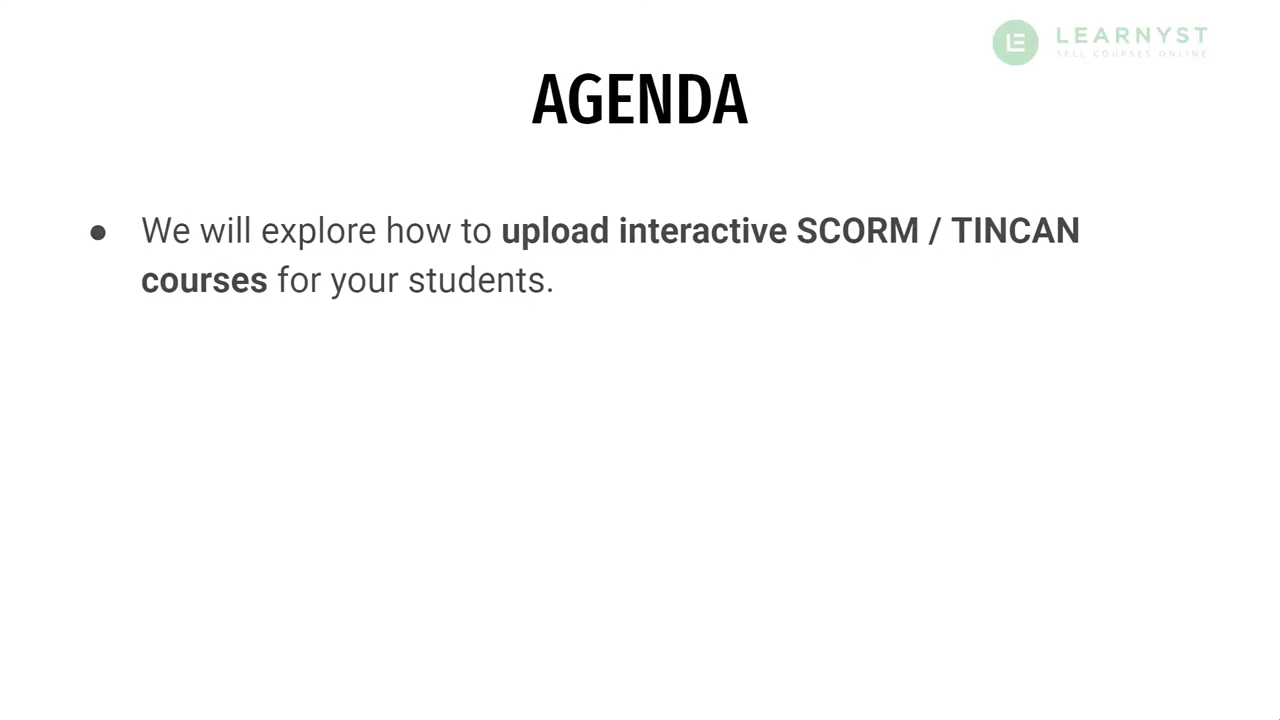 LEARNYST
SELL COURSES ONLINE
AGENDA
● We will explore how to upload interactive SCORM / TINCAN
courses for your students.